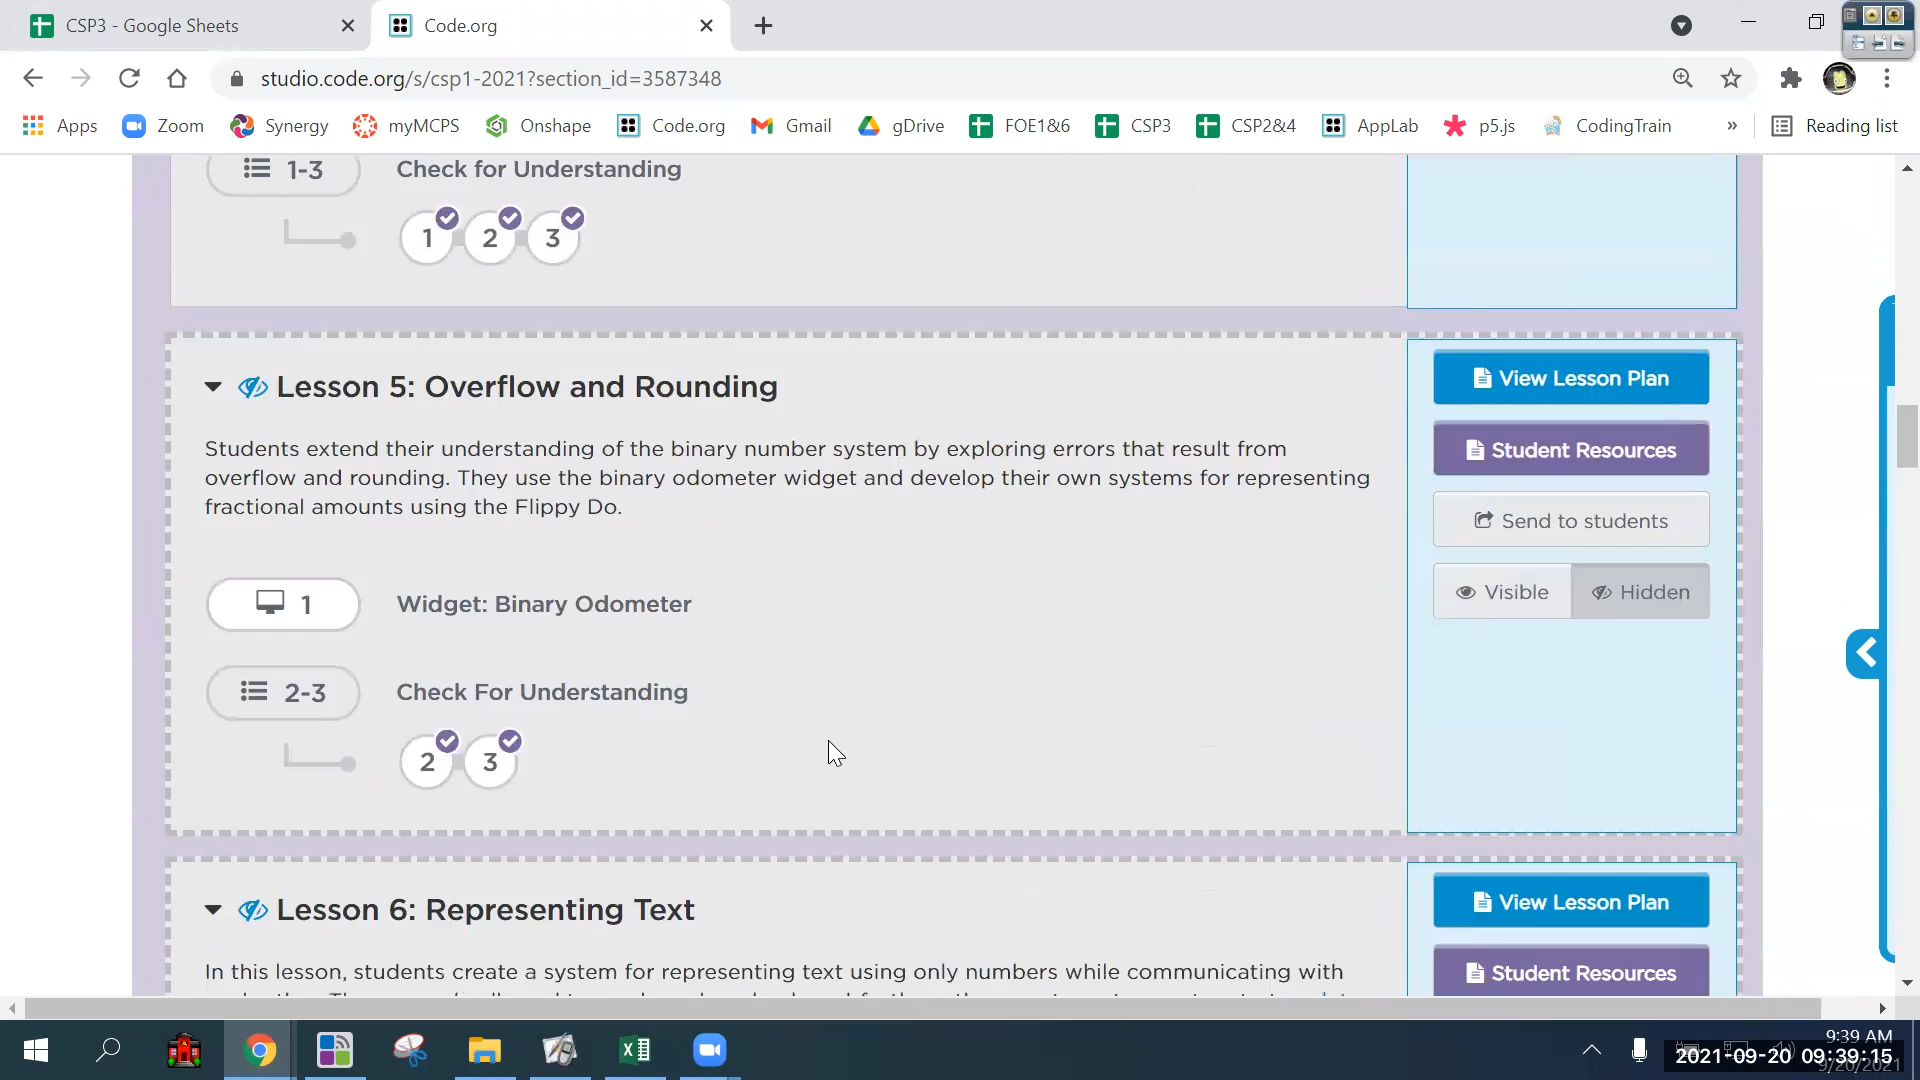 CSP3 - Google Sheets
Code.org
studio.code.org/s/csp1-2021?section_id=3587348
Apps Zoom Synergy myMCPS Onshape Code.org Gmail gDrive FOE1&6 CSP3 CSP2&4 AppLab p5.js CodingTrain » Reading list
1-3 Check for Understanding
1 2 3
Lesson 5: Overflow and Rounding
View Lesson Plan
Students extend their understanding of the binary number system by exploring errors that result from
overflow and rounding. They use the binary odometer widget and develop their own systems for representing
fractional amounts using the Flippy Do.
Student Resources
Send to students
Visible Hidden
1 Widget: Binary Odometer
2-3 Check For Understanding
2 3
Lesson 6: Representing Text
View Lesson Plan
In this lesson, students create a system for representing text using only numbers while communicating with
Student Resources
9:39 AM
2021-09-20 09:39:15
9/20/2021